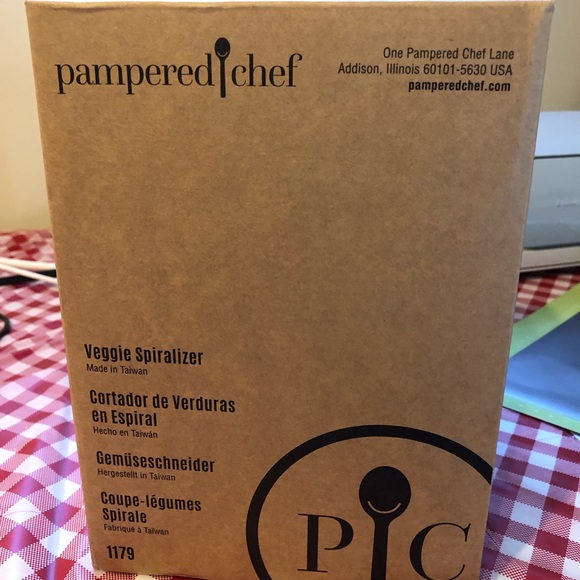 pampered chef
One Pampered Chef Lane
Addison, Illinois 60101-5630 USA
pamperedchef.com
Veggie Spiralizer
Made in Taiwan
Cortador de Verduras
en Espiral
Hecho en Taiwán
Gemüseschneider
Hergestellt in Taiwan
Coupe-légumes
Spirale
Fabriqué à Taiwan
1179
P C